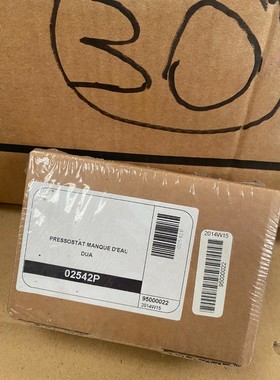 30
PRESSOSTAT MANQUE D'EAU
DUA
02542P
95000022
2014W15
2014W15
95000022